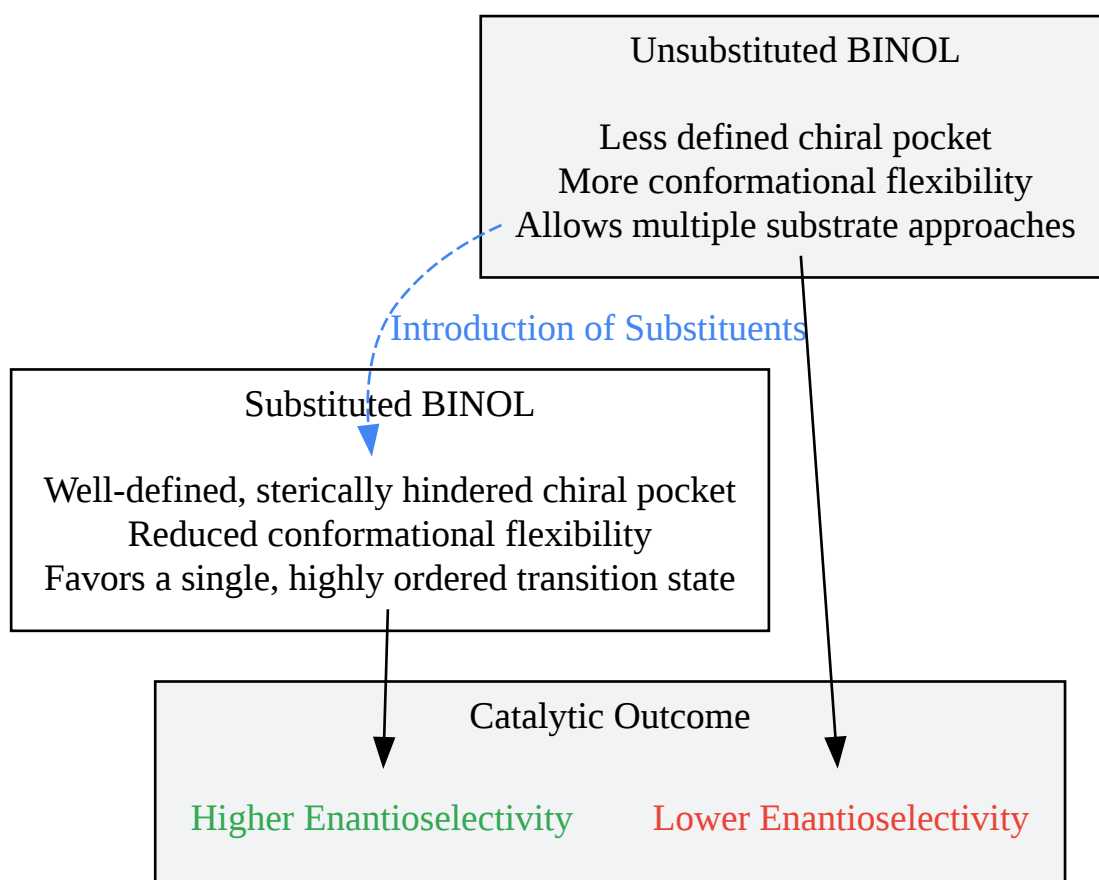 Unsubstituted BINOL
Less defined chiral pocket
More conformational flexibility
Allows multiple substrate approaches
Introduction of Substituents
Substituted BINOL
Well-defined, sterically hindered chiral pocket
Reduced conformational flexibility
Favors a single, highly ordered transition state
Catalytic Outcome
Higher Enantioselectivity
Lower Enantioselectivity